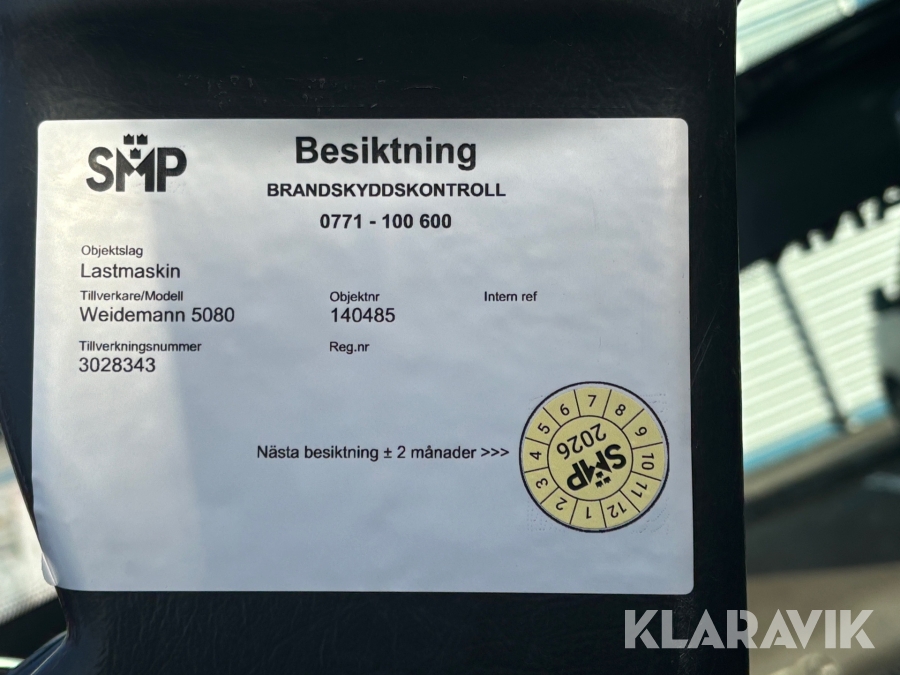 SMP
Besiktning
BRANDSKYDDSKONTROLL
0771 - 100 600
Objektslag
Lastmaskin
Tillverkare/Modell
Objektnr
Intern ref
Weidemann 5080
140485
Tillverkningsnummer
Reg.nr
3028343
Nästa besiktning ± 2 månader >>>
1 2 3 4 5 6 7 8 9 10 11 12
SMP
2026
KLARAVIK